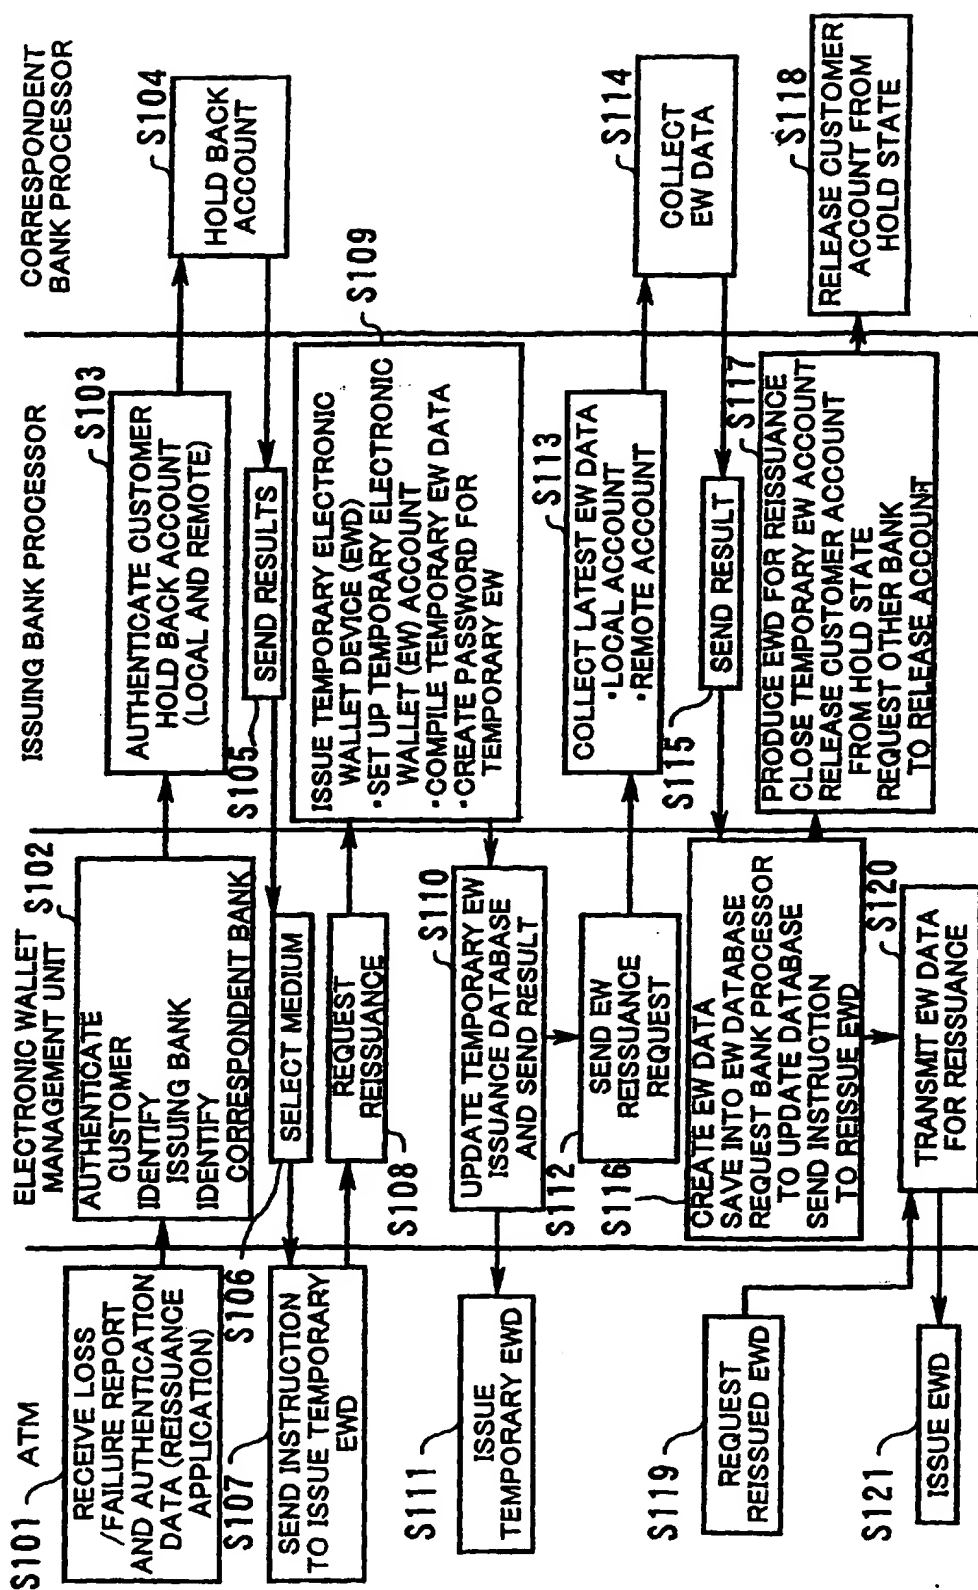 ATM
ELECTRONIC WALLET
MANAGEMENT UNIT
ISSUING BANK PROCESSOR
CORRESPONDENT
BANK PROCESSOR
S101
RECEIVE LOSS
/FAILURE REPORT
AND AUTHENTICATION
DATA (REISSUANCE
APPLICATION)
S102
AUTHENTICATE
CUSTOMER
IDENTIFY
ISSUING BANK
IDENTIFY
CORRESPONDENT BANK
S103
AUTHENTICATE CUSTOMER
HOLD BACK ACCOUNT
(LOCAL AND REMOTE)
S104
HOLD BACK
ACCOUNT
S105
SEND RESULTS
S106
SELECT MEDIUM
S107
SEND INSTRUCTION
TO ISSUE TEMPORARY
EWD
S108
REQUEST
REISSUANCE
S109
ISSUE TEMPORARY ELECTRONIC
WALLET DEVICE (EWD)
•SET UP TEMPORARY ELECTRONIC
WALLET (EW) ACCOUNT
•COMPILE TEMPORARY EW DATA
•CREATE PASSWORD FOR
TEMPORARY EW
S110
UPDATE TEMPORARY EW
ISSUANCE DATABASE
AND SEND RESULT
S111
ISSUE
TEMPORARY EWD
S112
SEND EW
REISSUANCE
REQUEST
S113
COLLECT LATEST EW DATA
•LOCAL ACCOUNT
•REMOTE ACCOUNT
S114
COLLECT
EW DATA
S115
SEND RESULT
S116
CREATE EW DATA
SAVE INTO EW DATABASE
REQUEST BANK PROCESSOR
TO UPDATE DATABASE
SEND INSTRUCTION
TO REISSUE EWD
S117
PRODUCE EWD FOR REISSUANCE
CLOSE TEMPORARY EW ACCOUNT
RELEASE CUSTOMER ACCOUNT
FROM HOLD STATE
REQUEST OTHER BANK
TO RELEASE ACCOUNT
S118
RELEASE CUSTOMER
ACCOUNT FROM
HOLD STATE
S119
REQUEST
REISSUED EWD
S120
TRANSMIT EW DATA
FOR REISSUANCE
S121
ISSUE EWD